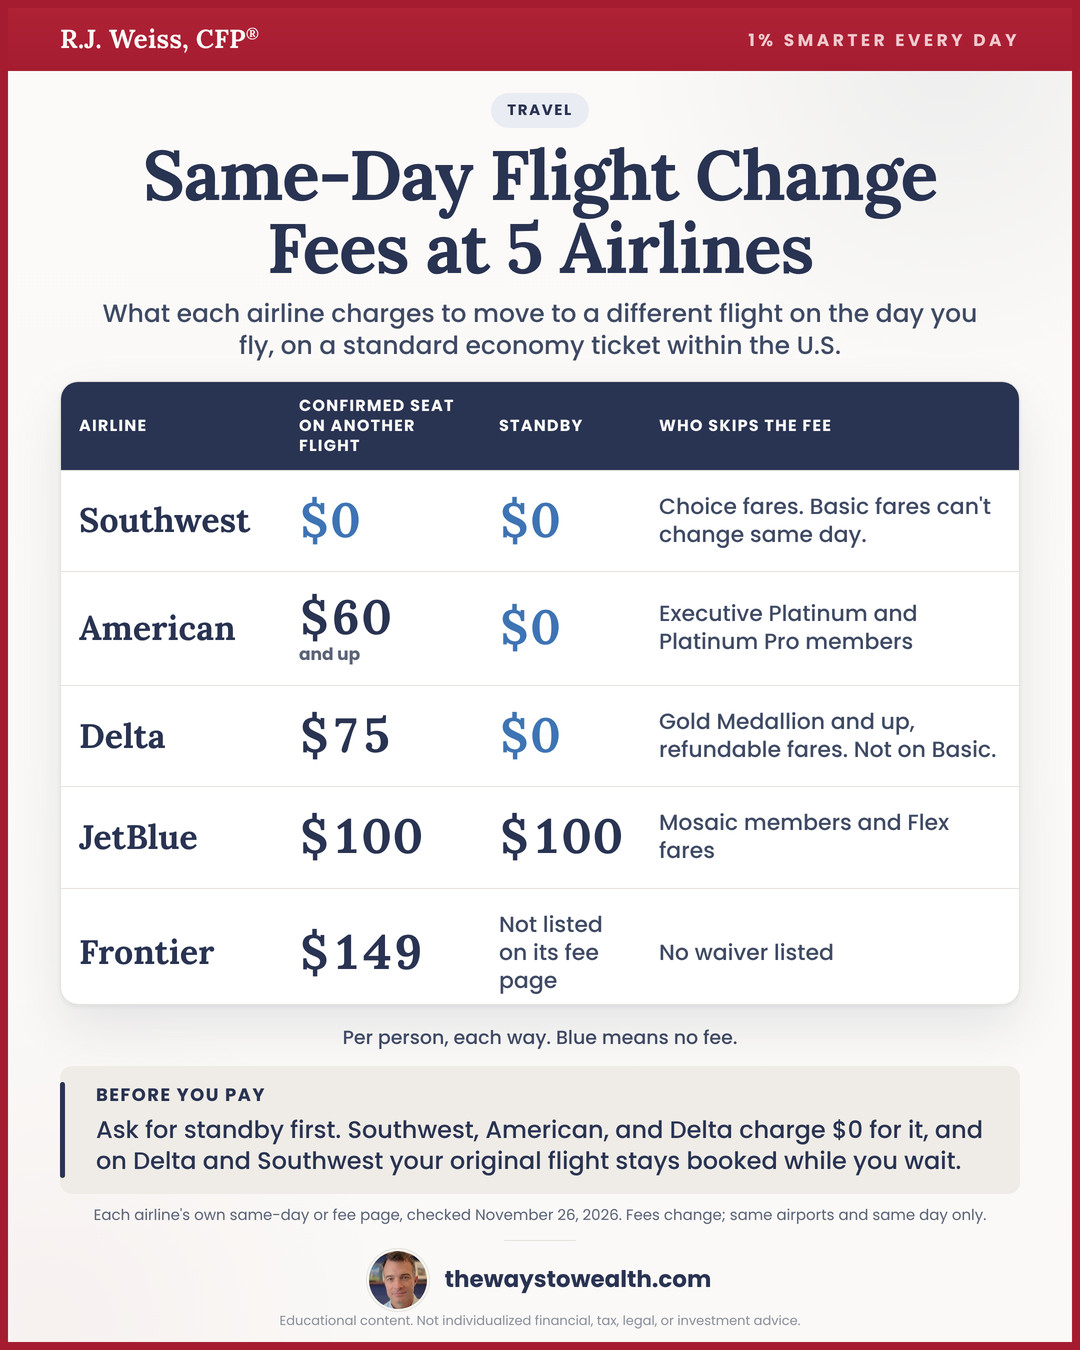 R.J. Weiss, CFP®
1% SMARTER EVERY DAY
TRAVEL
Same-Day Flight Change
Fees at 5 Airlines
What each airline charges to move to a different flight on the day you
fly, on a standard economy ticket within the U.S.
AIRLINE
CONFIRMED SEAT
ON ANOTHER
FLIGHT
STANDBY
WHO SKIPS THE FEE
Southwest
$0
$0
Choice fares. Basic fares can't
change same day.
American
$60
and up
$0
Executive Platinum and
Platinum Pro members
Delta
$75
$0
Gold Medallion and up,
refundable fares. Not on Basic.
JetBlue
$100
$100
Mosaic members and Flex
fares
Frontier
$149
Not listed
on its fee
page
No waiver listed
Per person, each way. Blue means no fee.
BEFORE YOU PAY
Ask for standby first. Southwest, American, and Delta charge $0 for it, and
on Delta and Southwest your original flight stays booked while you wait.
Each airline's own same-day or fee page, checked November 26, 2026. Fees change; same airports and same day only.
thewaystowealth.com
Educational content. Not individualized financial, tax, legal, or investment advice.